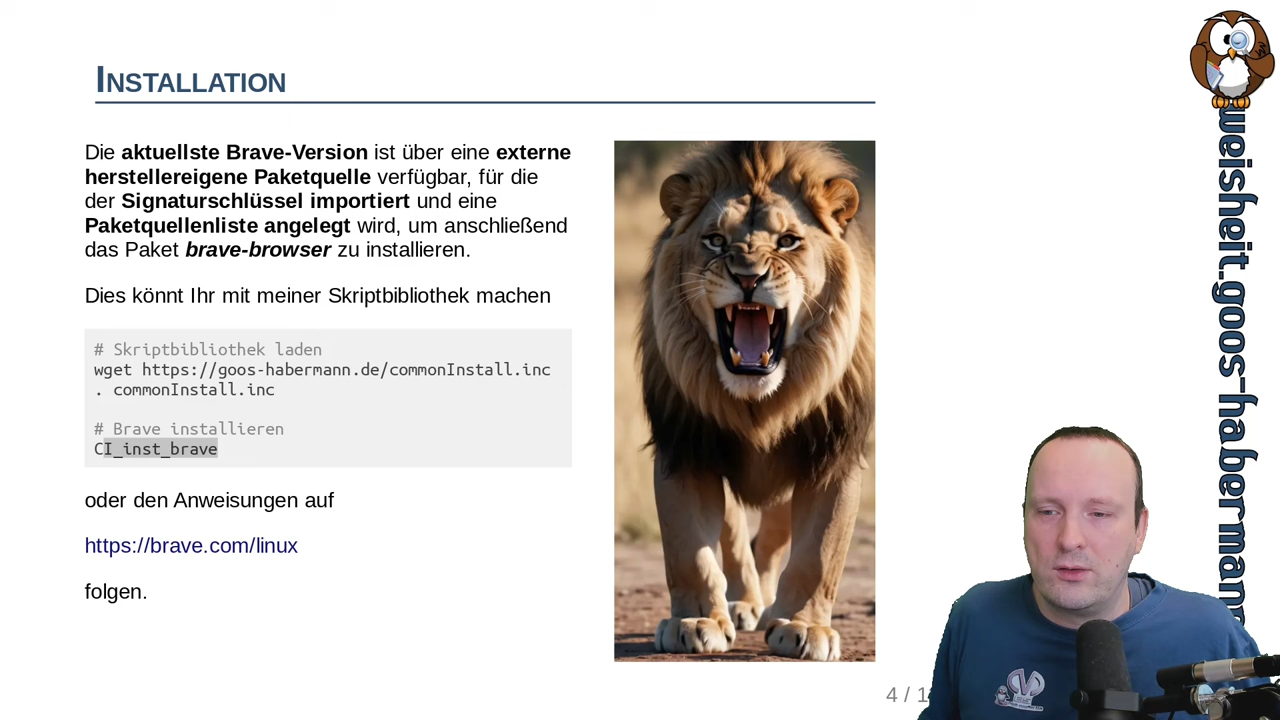 INSTALLATION
Die aktuellste Brave-Version ist über eine externe
herstellereigene Paketquelle verfügbar, für die
der Signaturschlüssel importiert und eine
Paketquellenliste angelegt wird, um anschließend
das Paket brave-browser zu installieren.
Dies könnt Ihr mit meiner Skriptbibliothek machen
# Skriptbibliothek laden
wget https://goos-habermann.de/commonInstall.inc
. commonInstall.inc
# Brave installieren
CI_inst_brave
oder den Anweisungen auf
https://brave.com/linux
folgen.
4 / 1
weisheit.goos-habermann